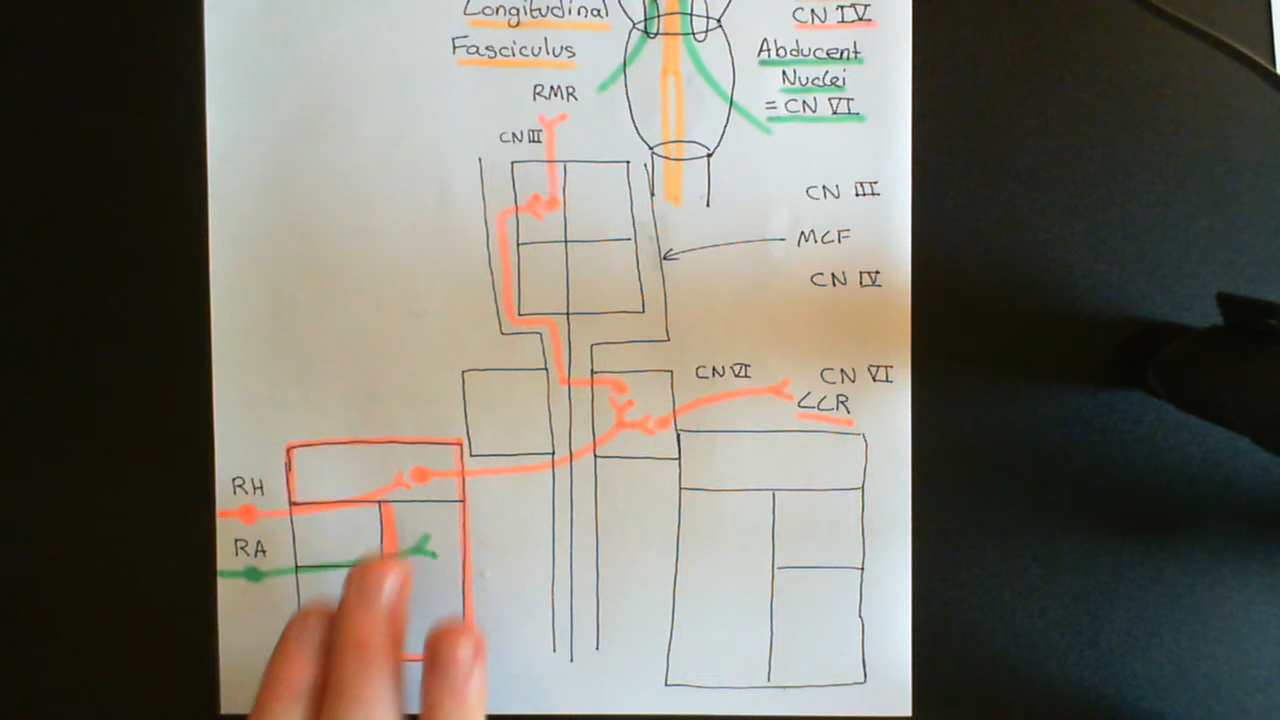 Longitudinal
Fasciculus
CN IV
Abducent
Nuclei
= CN VI
RMR
CN III
CN III
MCF
CN IV
CN VI
CN VI
LCR
RH
RA